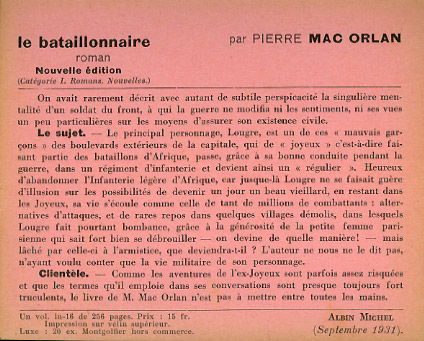 le bataillonnaire par PIERRE MAC ORLAN
roman
Nouvelle édition
(Catégorie I. Romans. Nouvelles.)
On avait rarement décrit avec autant de subtile perspicacité la singulière men-
talité d'un soldat du front, à qui la guerre ne modifia ni les sentiments, ni ses vues
un peu particulières sur les moyens d'assurer son existence civile.
Le sujet. — Le principal personnage, Lougre, est un de ces « mauvais gar-
çons » des boulevards extérieurs de la capitale, qui de « joyeux » c'est-à-dire fai-
sant partie des bataillons d'Afrique, passe, grâce à sa bonne conduite pendant la
guerre, dans un régiment d'infanterie et devient ainsi un « régulier ». Heureux
d'abandonner l'Infanterie légère d'Afrique, car jusque-là Lougre ne se faisait guère
d'illusion sur les possibilités de devenir un jour un beau vieillard, en restant dans
les Joyeux, sa vie s'écoule comme celle de tant de millions de combattants : alter-
natives d'attaques, et de rares repos dans quelques villages démolis, dans lesquels
Lougre fait pourtant bombance, grâce à la générosité de la petite femme pari-
sienne qui sait fort bien se débrouiller — on devine de quelle manière! — mais
lâché par celle-ci à l'armistice, que deviendra-t-il ? L'auteur ne nous ne le dit pas,
n'ayant voulu conter que la vie militaire de son personnage.
Clientèle. — Comme les aventures de l'ex-Joyeux sont parfois assez risquées
et que les termes qu'il emploie dans ses conversations sont presque toujours fort
truculents, le livre de M. Mac Orlan n'est pas à mettre entre toutes les mains.
Un vol. in-16 de 256 pages. Prix : 15 fr. ALBIN MICHEL
Impression sur vélin supérieur.
Luxe : 20 ex. Montgolfier hors commerce. (Septembre 1931).